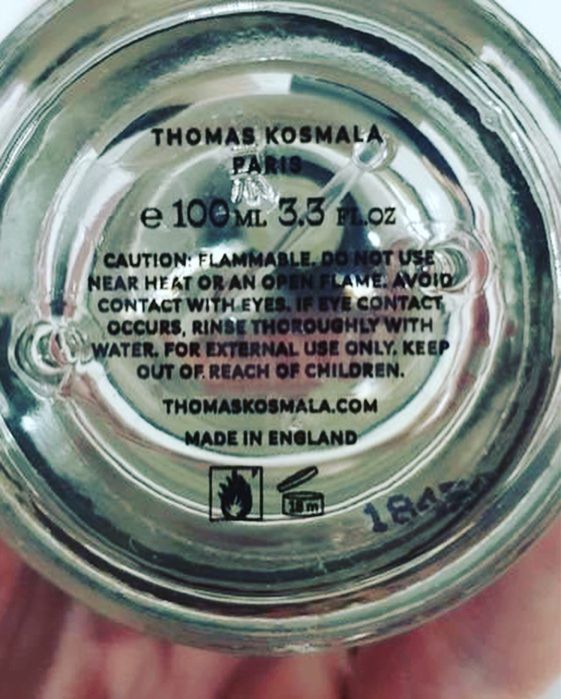 THOMAS KOSMALA
PARIS
e 100 ML 3.3 FL.OZ
CAUTION: FLAMMABLE. DO NOT USE
NEAR HEAT OR AN OPEN FLAME. AVOID
CONTACT WITH EYES. IF EYE CONTACT
OCCURS, RINSE THOROUGHLY WITH
WATER. FOR EXTERNAL USE ONLY. KEEP
OUT OF REACH OF CHILDREN.
THOMASKOSMALA.COM
MADE IN ENGLAND